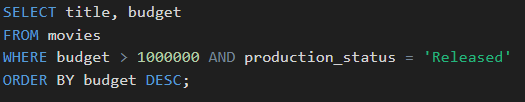 SELECT title, budget
FROM movies
WHERE budget > 1000000 AND production_status = 'Released'
ORDER BY budget DESC;